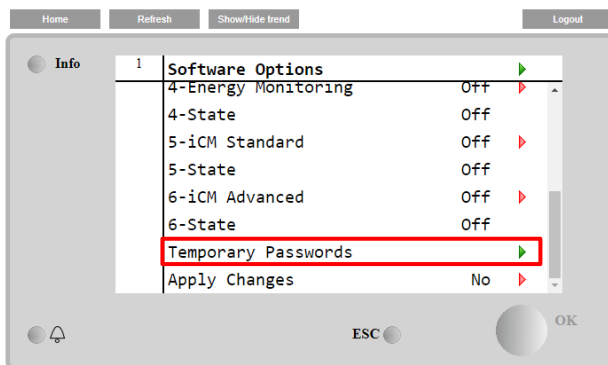 Home Refresh Show/Hide trend Logout
Info
1 Software Options
4-Energy Monitoring Off
4-State Off
5-iCM Standard Off
5-State Off
6-iCM Advanced Off
6-State Off
Temporary Passwords
Apply Changes No
ESC OK